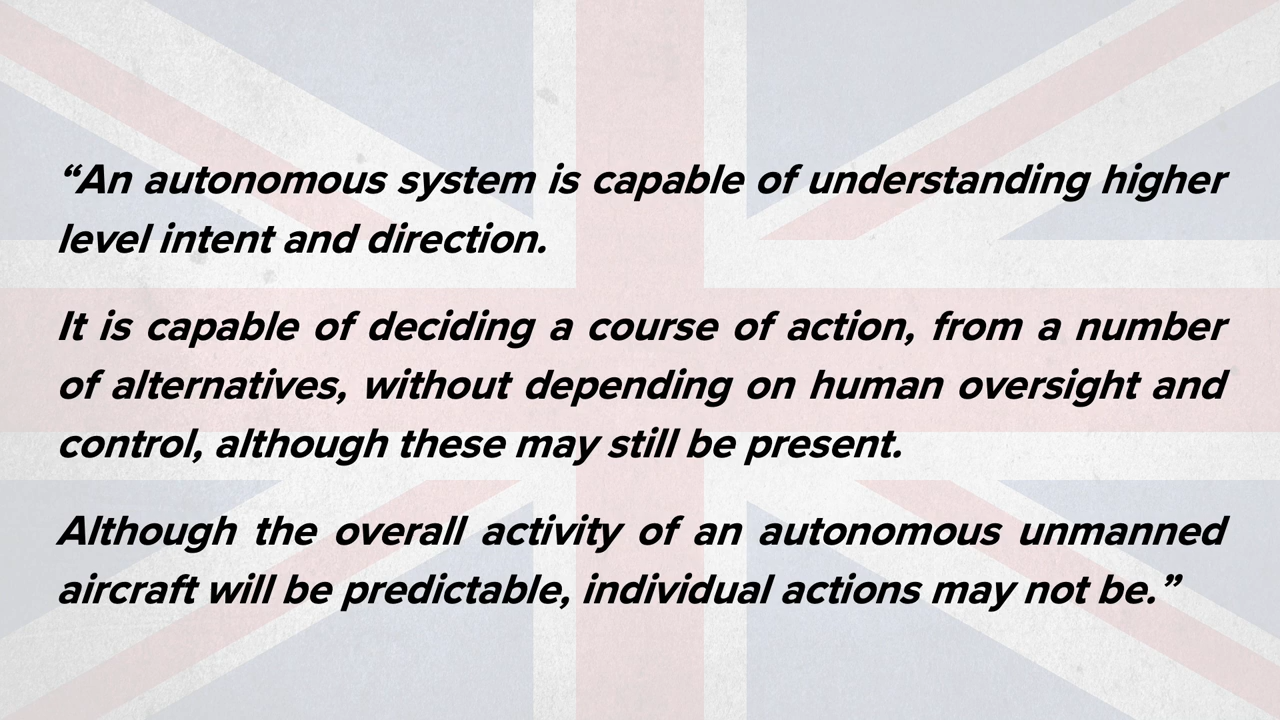 “An autonomous system is capable of understanding higher
level intent and direction.
It is capable of deciding a course of action, from a number
of alternatives, without depending on human oversight and
control, although these may still be present.
Although the overall activity of an autonomous unmanned
aircraft will be predictable, individual actions may not be.”